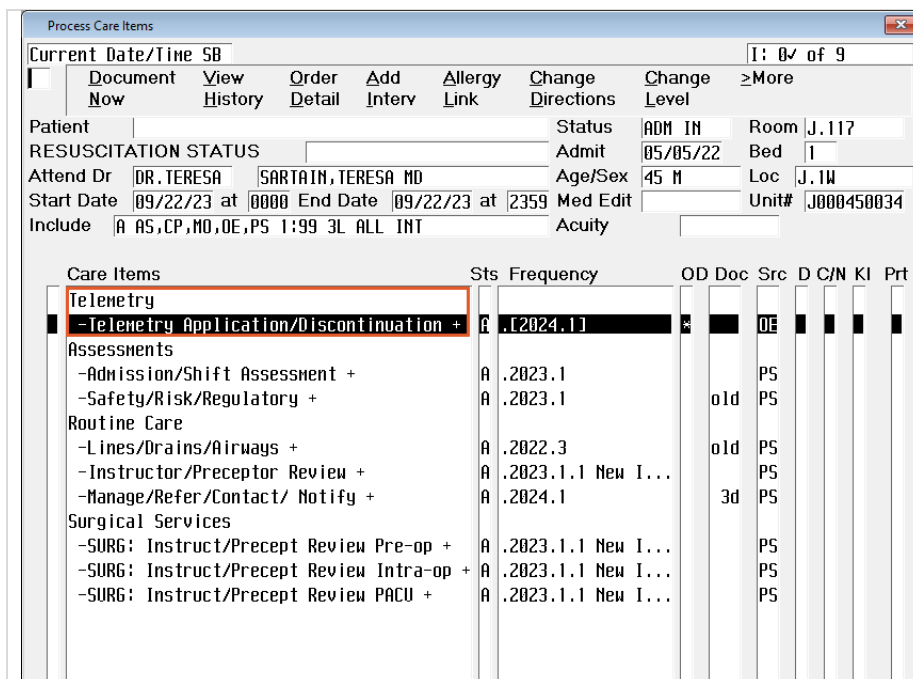 Process Care Items
Current Date/Time SB I: 0✓ of 9
Document Now View History Order Detail Add Interv Allergy Link Change Directions Change Level >More
Patient Status ADM IN Room J.117
RESUSCITATION STATUS Admit 05/05/22 Bed 1
Attend Dr DR.TERESA SARTAIN,TERESA MD Age/Sex 45 M Loc J.1W
Start Date 09/22/23 at 0000 End Date 09/22/23 at 2359 Med Edit Unit# J000450034
Include A AS,CP,MO,OE,PS 1:99 3L ALL INT Acuity
Care Items Sts Frequency OD Doc Src D C/N KI Prt
Telemetry
-Telemetry Application/Discontinuation + A .[2024.1] * OE
Assessments
-Admission/Shift Assessment + A .2023.1 PS
-Safety/Risk/Regulatory + A .2023.1 old PS
Routine Care
-Lines/Drains/Airways + A .2022.3 old PS
-Instructor/Preceptor Review + A .2023.1.1 New I... PS
-Manage/Refer/Contact/ Notify + A .2024.1 3d PS
Surgical Services
-SURG: Instruct/Precept Review Pre-op + A .2023.1.1 New I... PS
-SURG: Instruct/Precept Review Intra-op + A .2023.1.1 New I... PS
-SURG: Instruct/Precept Review PACU + A .2023.1.1 New I... PS